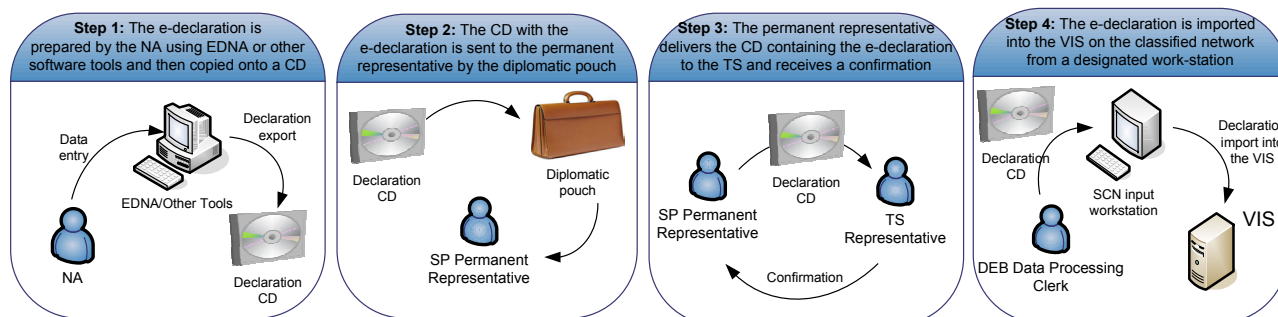 Step 1: The e-declaration is
prepared by the NA using EDNA or other
software tools and then copied onto a CD
Data
entry
Declaration
export
EDNA/Other Tools
NA
Declaration
CD
Step 2: The CD with the
e-declaration is sent to the permanent
representative by the diplomatic pouch
Declaration
CD
Diplomatic
pouch
SP Permanent
Representative
Step 3: The permanent representative
delivers the CD containing the e-declaration
to the TS and receives a confirmation
Declaration
CD
SP Permanent
Representative
TS
Representative
Confirmation
Step 4: The e-declaration is imported
into the VIS on the classified network
from a designated work-station
Declaration
CD
SCN input
workstation
Declaration
import into
the VIS
DEB Data Processing
Clerk
VIS